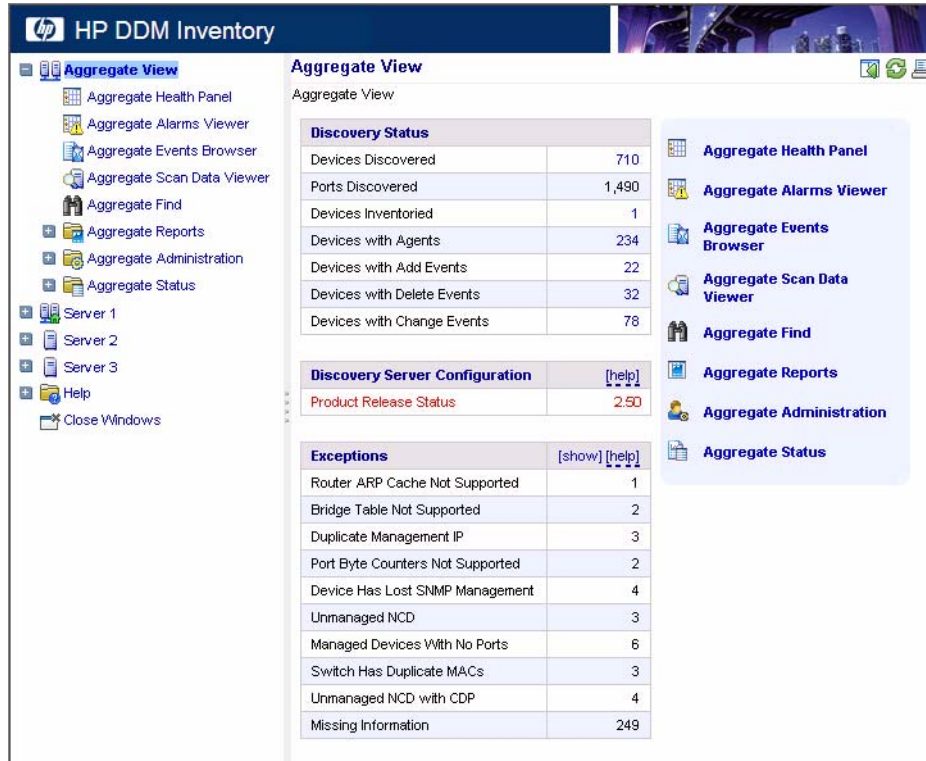 hp HP DDM Inventory
Aggregate View
Aggregate Health Panel
Aggregate Alarms Viewer
Aggregate Events Browser
Aggregate Scan Data Viewer
Aggregate Find
Aggregate Reports
Aggregate Administration
Aggregate Status
Server 1
Server 2
Server 3
Help
Close Windows
Aggregate View
Aggregate View
Discovery Status
Devices Discovered 710
Ports Discovered 1,490
Devices Inventoried 1
Devices with Agents 234
Devices with Add Events 22
Devices with Delete Events 32
Devices with Change Events 78
Discovery Server Configuration [help]
Product Release Status 2.50
Exceptions [show] [help]
Router ARP Cache Not Supported 1
Bridge Table Not Supported 2
Duplicate Management IP 3
Port Byte Counters Not Supported 2
Device Has Lost SNMP Management 4
Unmanaged NCD 3
Managed Devices With No Ports 6
Switch Has Duplicate MACs 3
Unmanaged NCD with CDP 4
Missing Information 249
Aggregate Health Panel
Aggregate Alarms Viewer
Aggregate Events
Browser
Aggregate Scan Data
Viewer
Aggregate Find
Aggregate Reports
Aggregate Administration
Aggregate Status